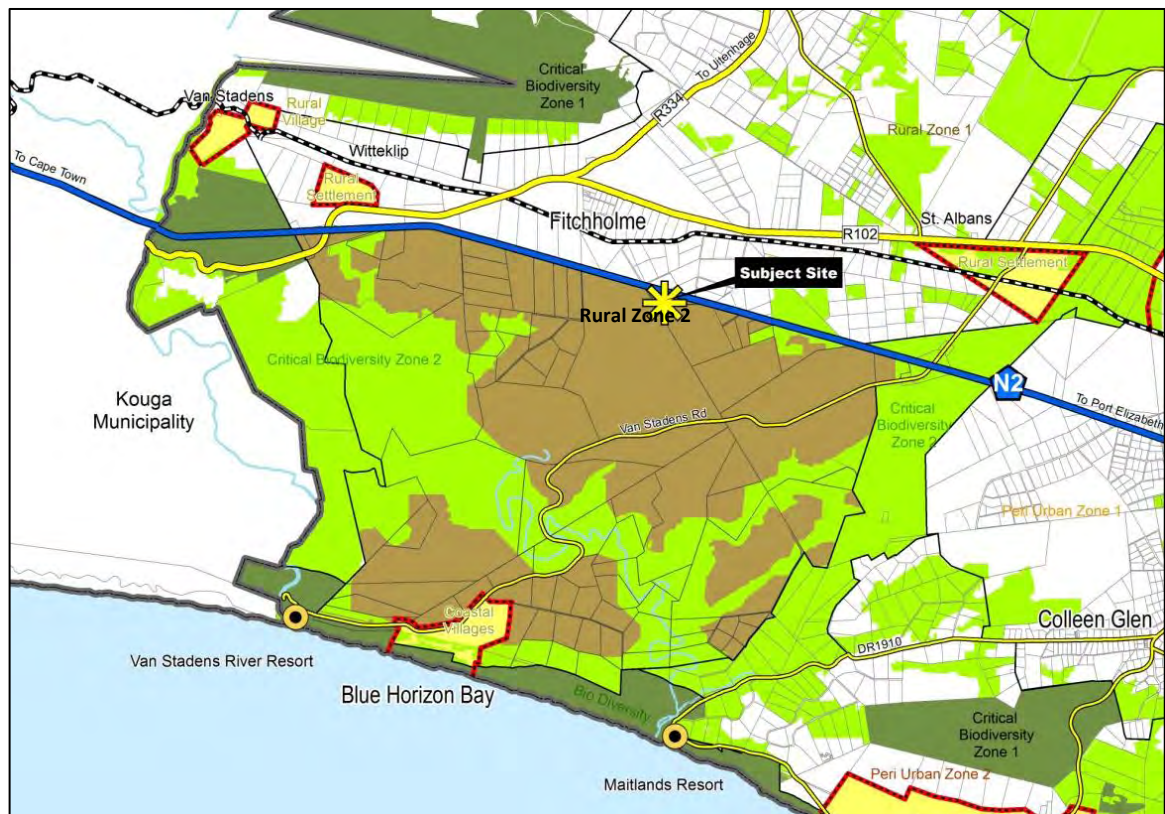 Critical
Biodiversity
Zone 1
To Uitenhage
Van Stadens
Rural
Village
R334
Rural Zone 1
Witteklip
To Cape Town
Rural
Settlement
Fitchholme
St. Albans
R102
Rural Settlement
Subject Site
Rural Zone 2
Critical Biodiversity Zone 2
N2
Kouga
Municipality
To Port Elizabeth
Critical
Biodiversity
Zone 2
Van Stadens Rd
Peri Urban Zone 1
Coastal
Villages
Colleen Glen
DR1910
Van Stadens River Resort
Blue Horizon Bay
Bio Diversity
Critical
Biodiversity
Zone 1
Maitlands Resort
Peri Urban Zone 2